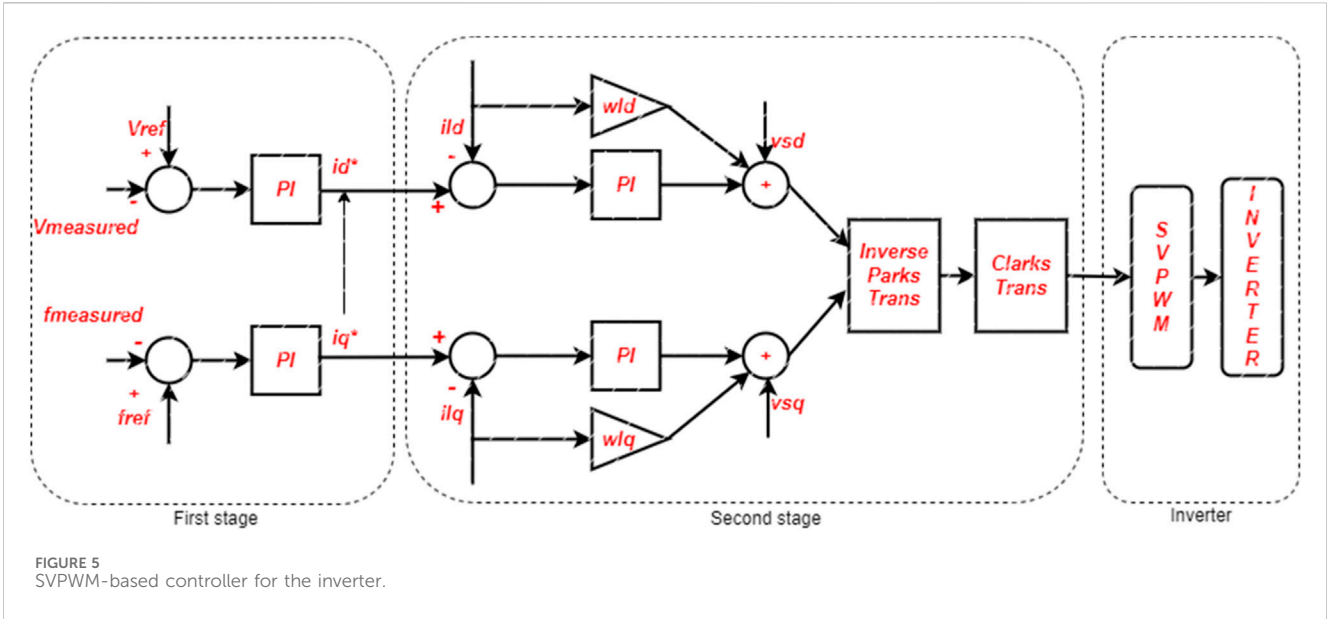 Vref
+
-
Vmeasured
PI
id*
fmeasured
-
+
fref
PI
iq*
First stage
ild
-
+
wld
PI
vsd
+
+
-
ilq
PI
wlq
+
vsq
Inverse
Parks
Trans
Clarks
Trans
Second stage
S
V
P
W
M
I
N
V
E
R
T
E
R
Inverter
FIGURE 5
SVPWM-based controller for the inverter.